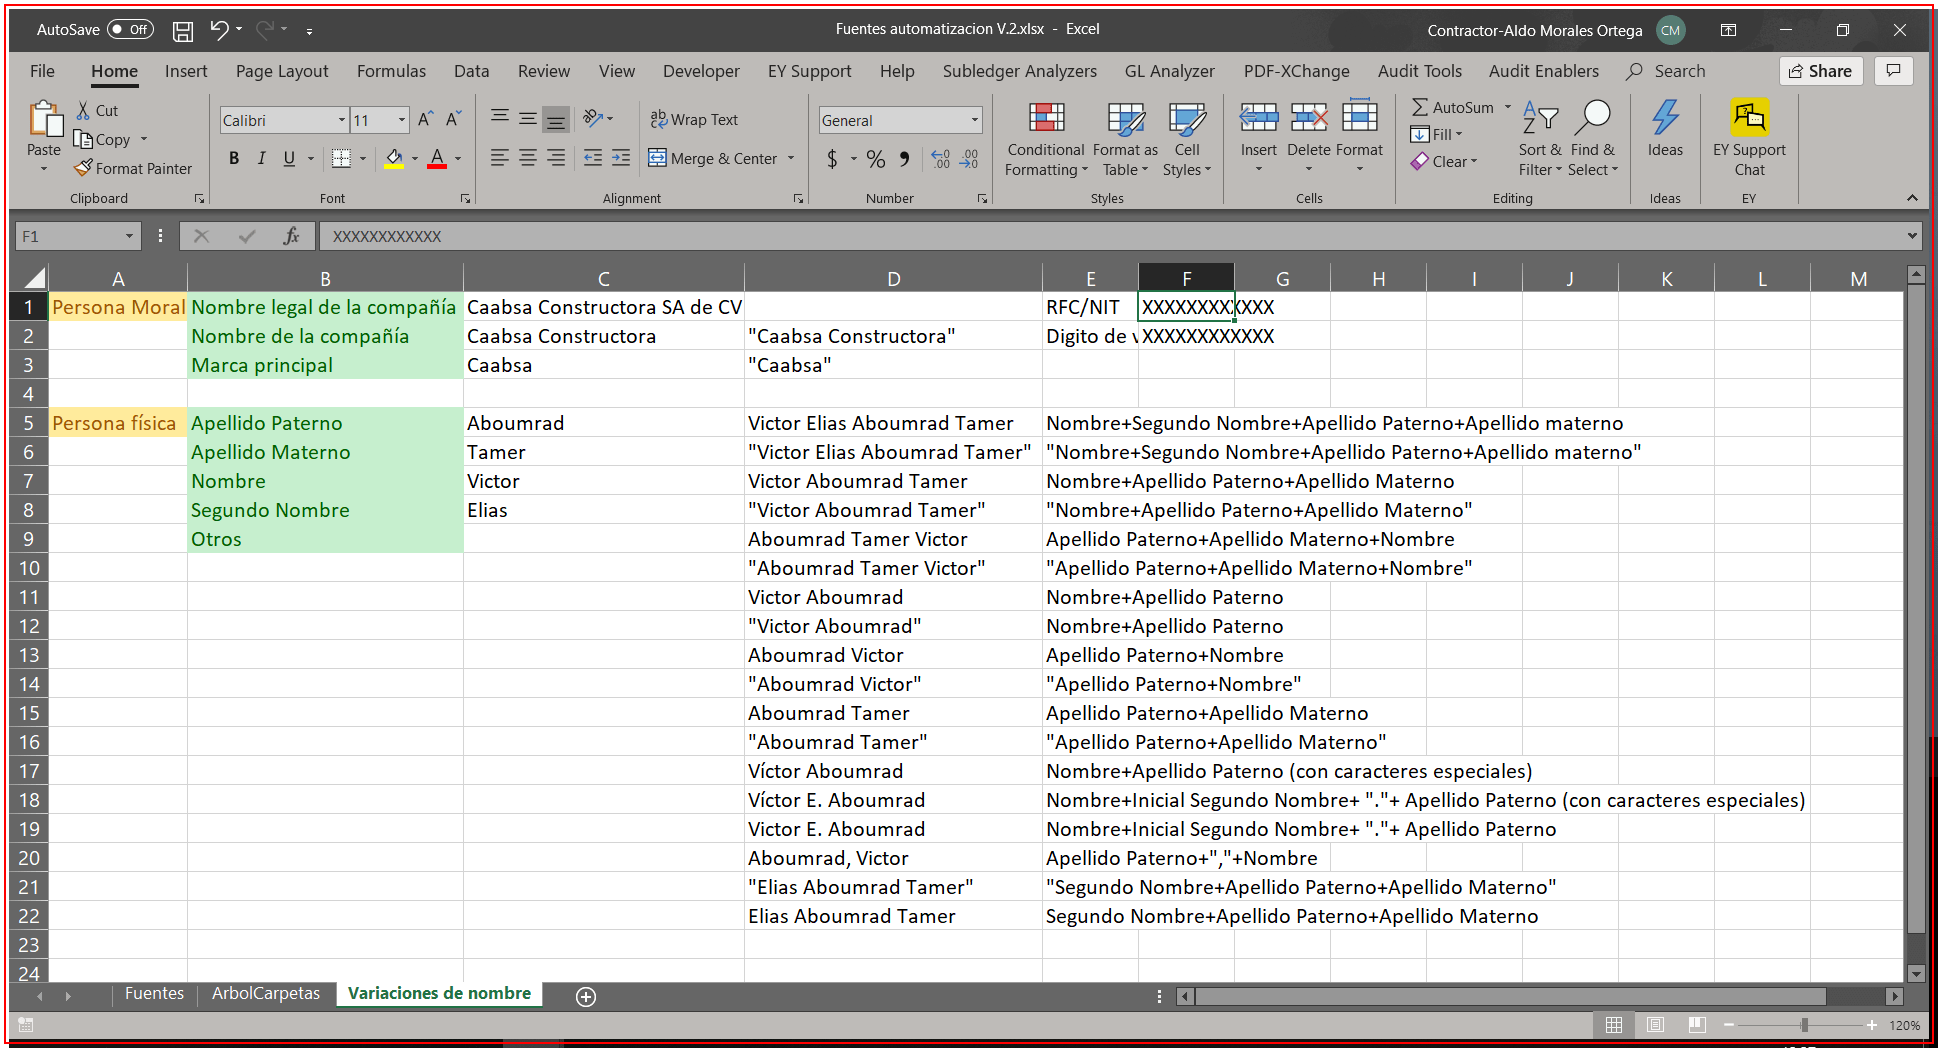 AutoSave Off Fuentes automatizacion V.2.xlsx - Excel Contractor-Aldo Morales Ortega CM
File Home Insert Page Layout Formulas Data Review View Developer EY Support Help Subledger Analyzers GL Analyzer PDF-XChange Audit Tools Audit Enablers Search Share
Paste Cut Copy Format Painter Clipboard
Calibri 11 B I U A Font
Wrap Text Merge & Center Alignment
General $ % Number
Conditional Formatting Format as Table Cell Styles Styles
Insert Delete Format Cells
AutoSum Fill Clear Sort & Filter Find & Select Editing
Ideas Ideas
EY Support Chat EY
F1 fx XXXXXXXXXXXX
A B C D E F G H I J K L M
1 Persona Moral Nombre legal de la compañía Caabsa Constructora SA de CV RFC/NIT XXXXXXXXXXXX
2 Nombre de la compañía Caabsa Constructora "Caabsa Constructora" Digito de XXXXXXXXXXXX
3 Marca principal Caabsa "Caabsa"
4
5 Persona física Apellido Paterno Aboumrad Victor Elias Aboumrad Tamer Nombre+Segundo Nombre+Apellido Paterno+Apellido materno
6 Apellido Materno Tamer "Victor Elias Aboumrad Tamer" "Nombre+Segundo Nombre+Apellido Paterno+Apellido materno"
7 Nombre Victor Victor Aboumrad Tamer Nombre+Apellido Paterno+Apellido Materno
8 Segundo Nombre Elias "Victor Aboumrad Tamer" "Nombre+Apellido Paterno+Apellido Materno"
9 Otros Aboumrad Tamer Victor Apellido Paterno+Apellido Materno+Nombre
10 "Aboumrad Tamer Victor" "Apellido Paterno+Apellido Materno+Nombre"
11 Victor Aboumrad Nombre+Apellido Paterno
12 "Victor Aboumrad" Nombre+Apellido Paterno
13 Aboumrad Victor Apellido Paterno+Nombre
14 "Aboumrad Victor" "Apellido Paterno+Nombre"
15 Aboumrad Tamer Apellido Paterno+Apellido Materno
16 "Aboumrad Tamer" "Apellido Paterno+Apellido Materno"
17 Víctor Aboumrad Nombre+Apellido Paterno (con caracteres especiales)
18 Víctor E. Aboumrad Nombre+Inicial Segundo Nombre+ "."+ Apellido Paterno (con caracteres especiales)
19 Victor E. Aboumrad Nombre+Inicial Segundo Nombre+ "."+ Apellido Paterno
20 Aboumrad, Victor Apellido Paterno+","+Nombre
21 "Elias Aboumrad Tamer" "Segundo Nombre+Apellido Paterno+Apellido Materno"
22 Elias Aboumrad Tamer Segundo Nombre+Apellido Paterno+Apellido Materno
23
24
Fuentes ArbolCarpetas Variaciones de nombre
120%